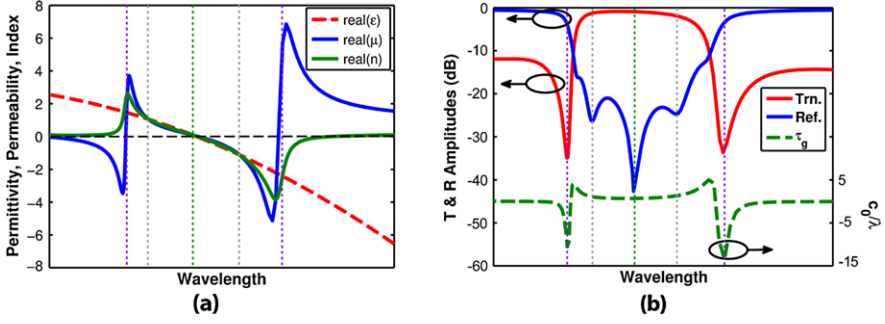 8
6
4
2
0
−2
−4
−6
−8
Permittivity, Permeability, Index
real(ε)
real(μ)
real(n)
Wavelength
(a)
0
−10
−20
−30
−40
−50
−60
T & R Amplitudes (dB)
Trn.
Ref.
τg
5
-5
-15
c0/λ
Wavelength
(b)